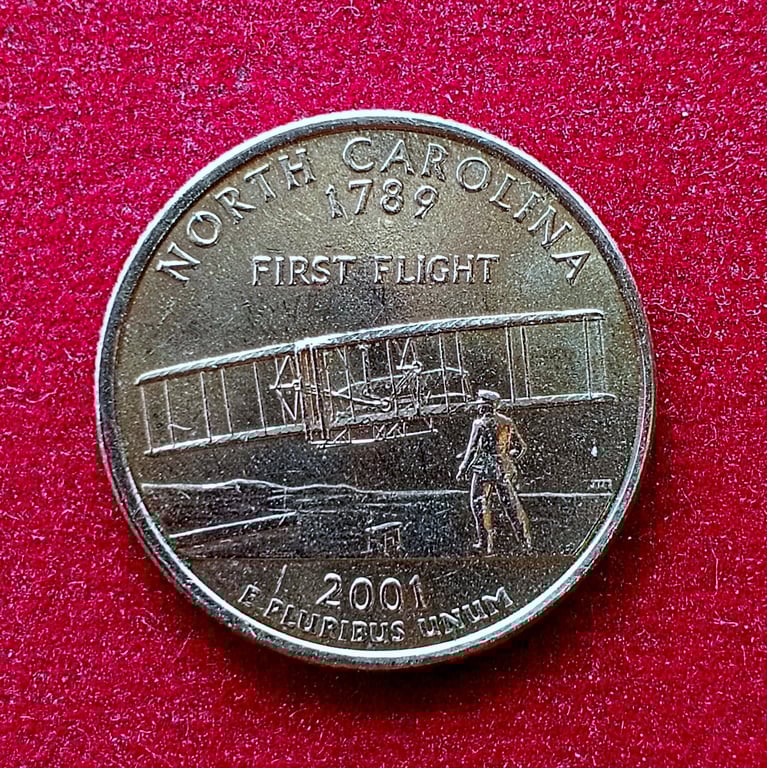 NORTH CAROLINA
1789
FIRST FLIGHT
2001
E PLURIBUS UNUM